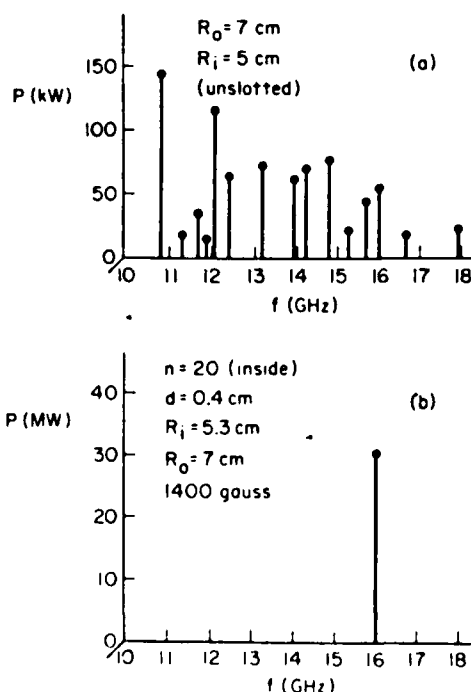 R₀ = 7 cm
Rᵢ = 5 cm
(unslotted)
(a)
P (kW)
150
100
50
0
10 11 12 13 14 15 16 17 18
f (GHz)
n = 20 (inside)
d = 0.4 cm
Rᵢ = 5.3 cm
R₀ = 7 cm
1400 gauss
(b)
P (MW)
40
30
20
10
0
10 11 12 13 14 15 16 17 18
f (GHz)